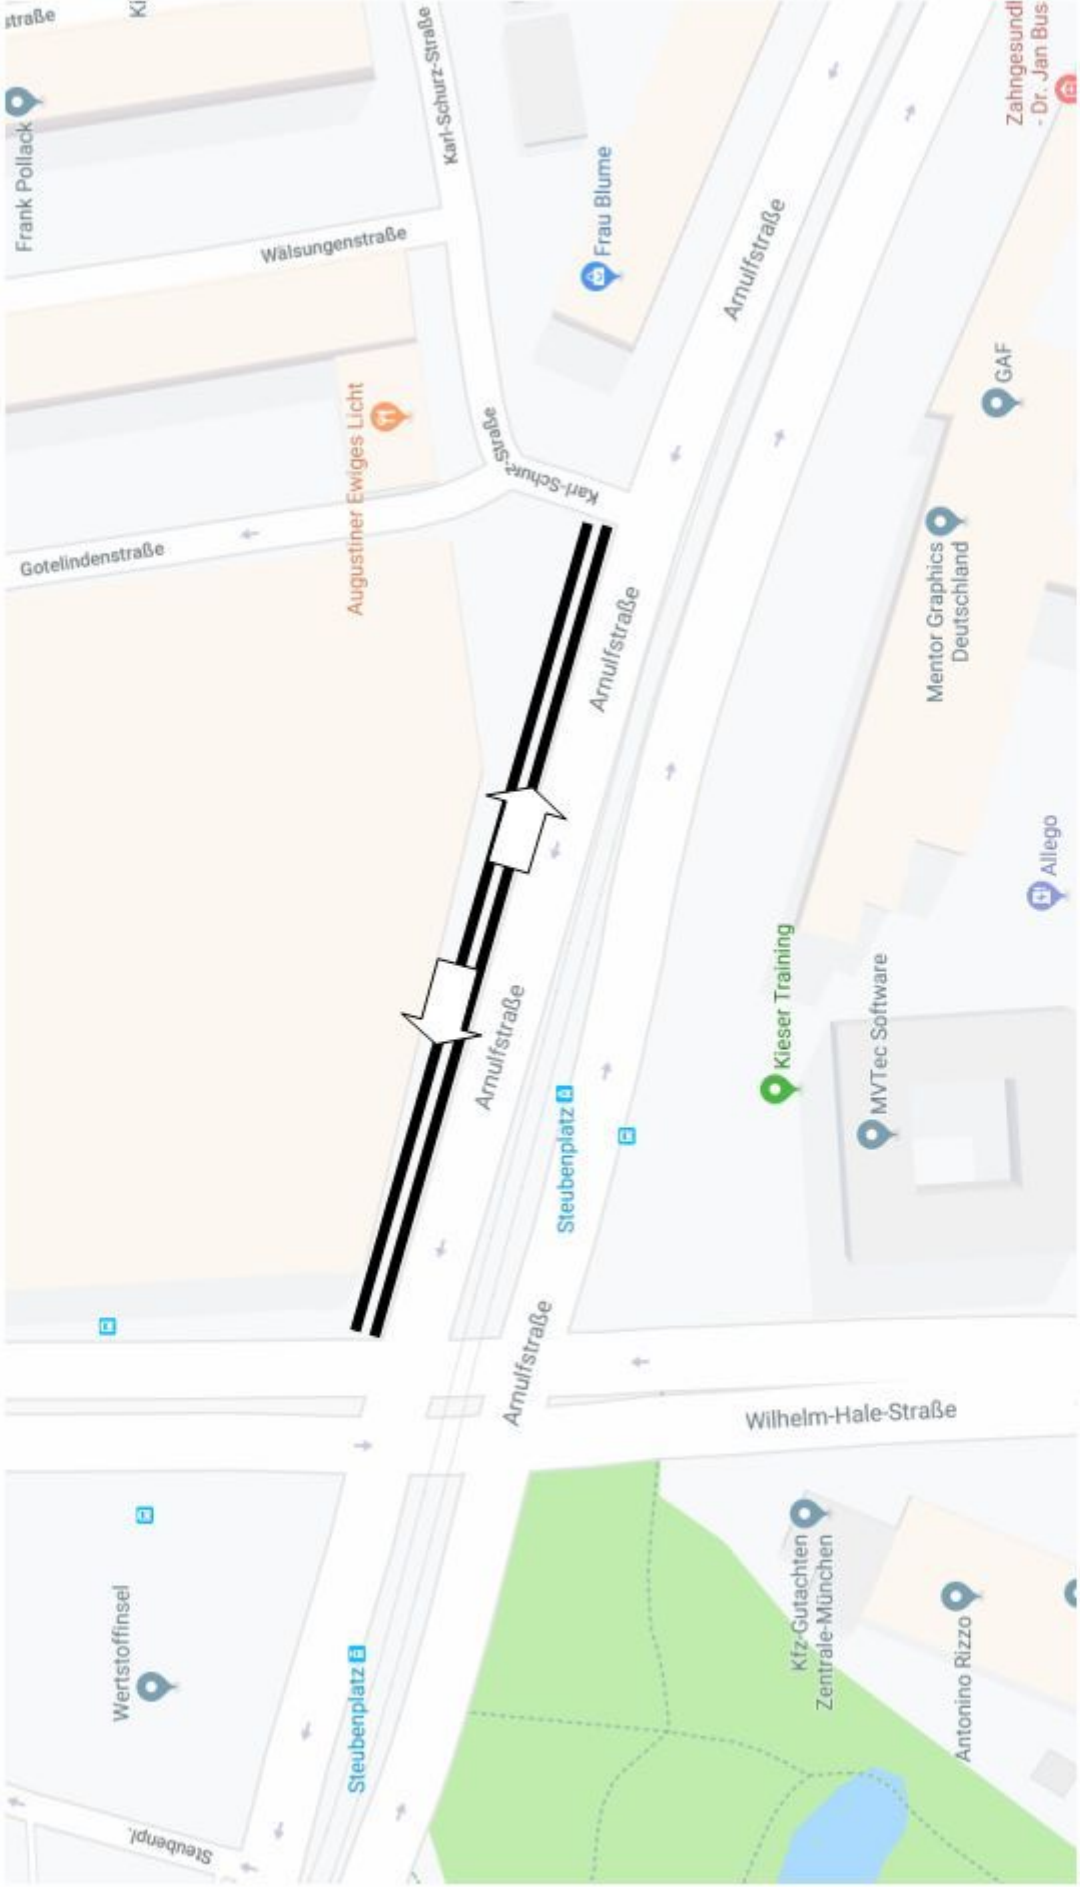 straße
Ki
Frank Pollack
Karl-Schurz-Straße
Zahngesundl
- Dr. Jan Bus
Wälsungenstraße
Frau Blume
Arnulfstraße
GAF
Augustiner Ewiges Licht
Karl-Schurz-Straße
Gotelindenstraße
Mentor Graphics
Deutschland
Arnulfstraße
Allego
Kieser Training
MVTec Software
Arnulfstraße
Steubenplatz
Arnulfstraße
Wilhelm-Hale-Straße
Wertstoffinsel
Kfz-Gutachten
Zentrale-München
Steubenplatz
Antonino Rizzo
Steubenpl.